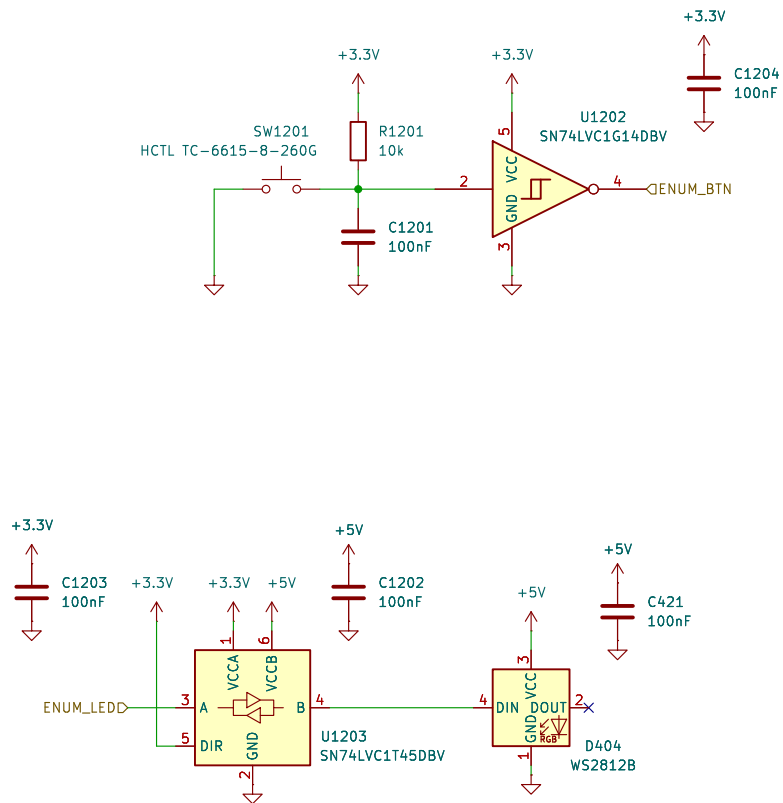 +3.3V
C1204
100nF
+3.3V
+3.3V
SW1201
HCTL TC-6615-8-260G
R1201
10k
U1202
SN74LVC1G14DBV
5
VCC
2
4
ENUM_BTN
GND
3
C1201
100nF
+3.3V
C1203
100nF
+3.3V
+3.3V
+5V
+5V
C1202
100nF
+5V
C421
100nF
+5V
1
6
VCCA
VCCB
3
VCC
ENUM_LED
3
A
B
4
4
DIN
DOUT
2
5
DIR
GND
2
U1203
SN74LVC1T45DBV
GND
RGB
1
D404
WS2812B